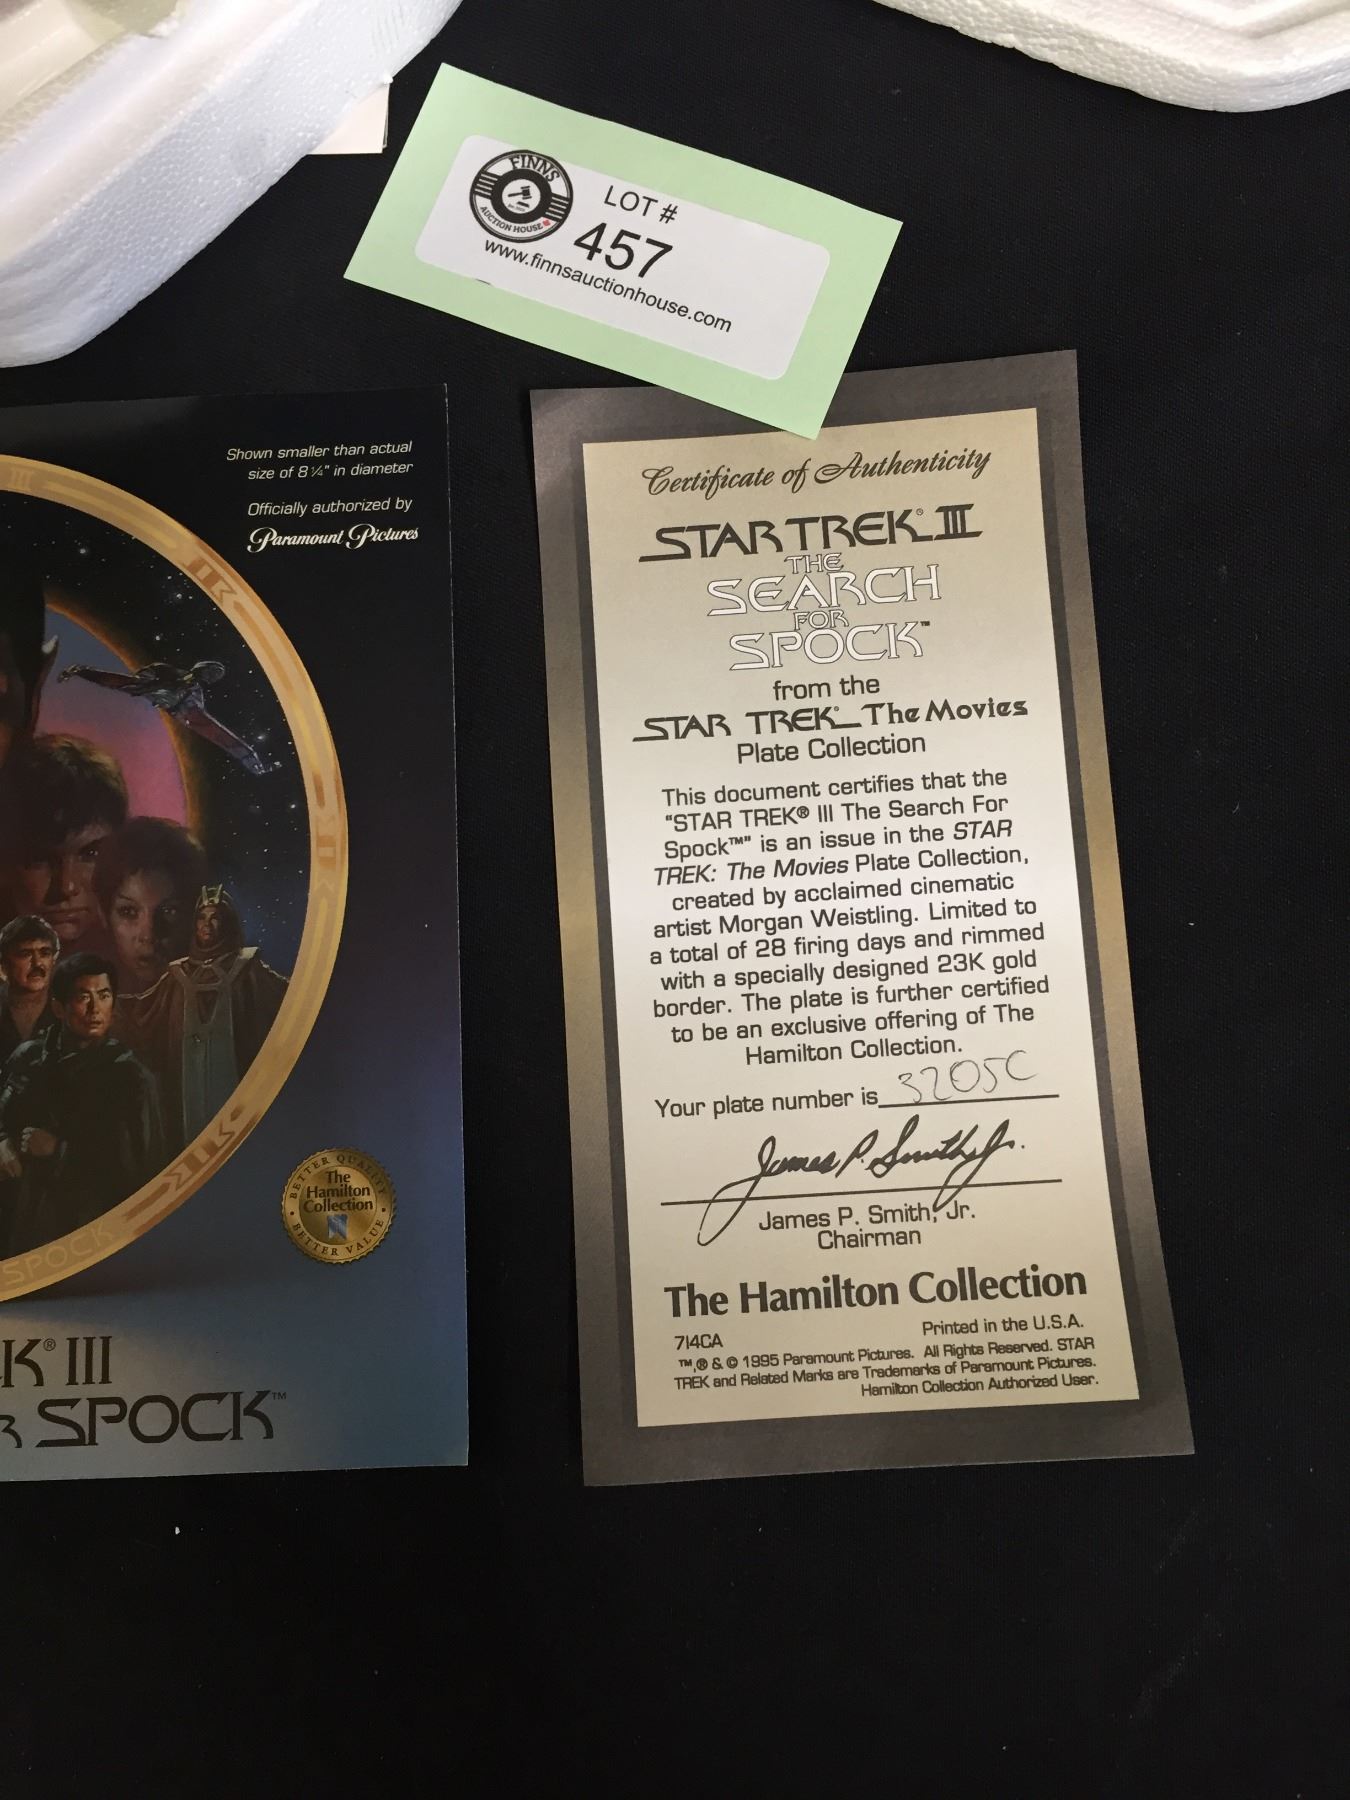 FINNS
AUCTION HOUSE
LOT #
457
www.finnsauctionhouse.com
Shown smaller than actual
size of 8 ¼" in diameter
Officially authorized by
Paramount Pictures
III
SPOCK
BETTER QUALITY
The
Hamilton
Collection
BETTER VALUE
K® III
R SPOCK™
Certificate of Authenticity
STAR TREK® III
THE
SEARCH
FOR
SPOCK™
from the
STAR TREK® The Movies
Plate Collection
This document certifies that the
"STAR TREK® III The Search For
Spock™" is an issue in the STAR
TREK: The Movies Plate Collection,
created by acclaimed cinematic
artist Morgan Weistling. Limited to
a total of 28 firing days and rimmed
with a specially designed 23K gold
border. The plate is further certified
to be an exclusive offering of The
Hamilton Collection.
Your plate number is 3205C
James P. Smith, Jr.
James P. Smith, Jr.
Chairman
The Hamilton Collection
714CA
Printed in the U.S.A.
™,® & © 1995 Paramount Pictures. All Rights Reserved. STAR
TREK and Related Marks are Trademarks of Paramount Pictures.
Hamilton Collection Authorized User.